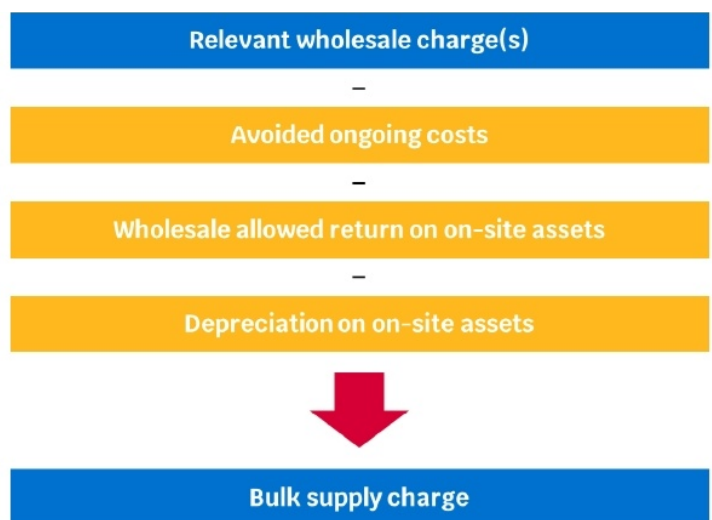 Relevant wholesale charge(s)
–
Avoided ongoing costs
–
Wholesale allowed return on on-site assets
–
Depreciation on on-site assets
Bulk supply charge